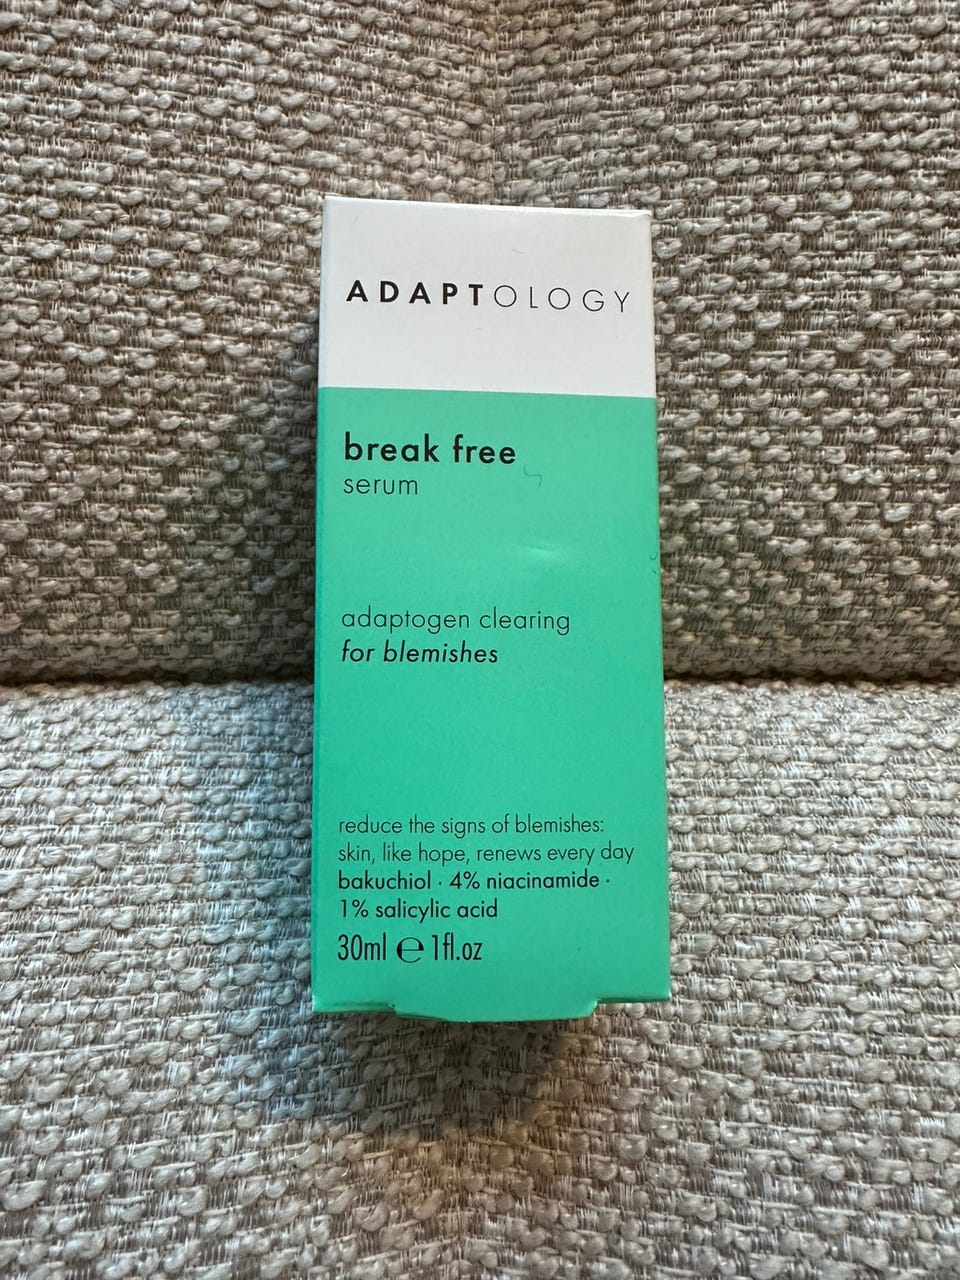 ADAPTOLOGY
break free
serum
adaptogen clearing
for blemishes
reduce the signs of blemishes:
skin, like hope, renews every day
bakuchiol · 4% niacinamide ·
1% salicylic acid
30ml ℮ 1fl.oz